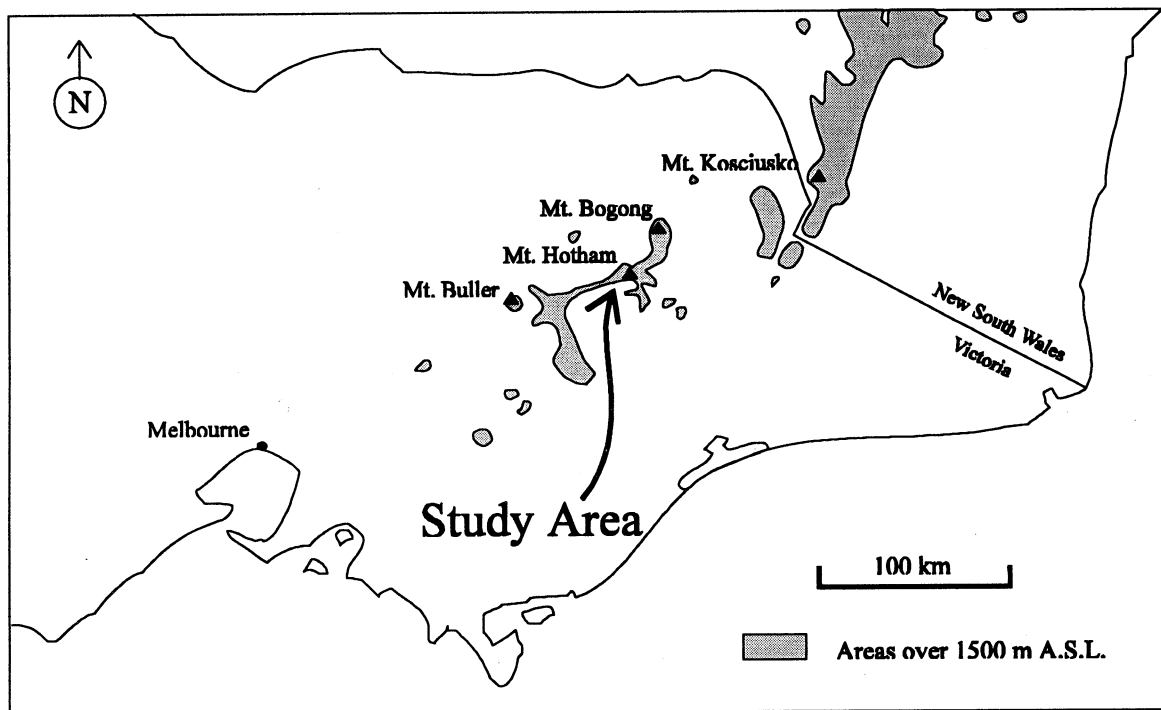 N
Mt. Kosciusko
Mt. Bogong
Mt. Hotham
Mt. Buller
New South Wales
Victoria
Melbourne
Study Area
100 km
Areas over 1500 m A.S.L.